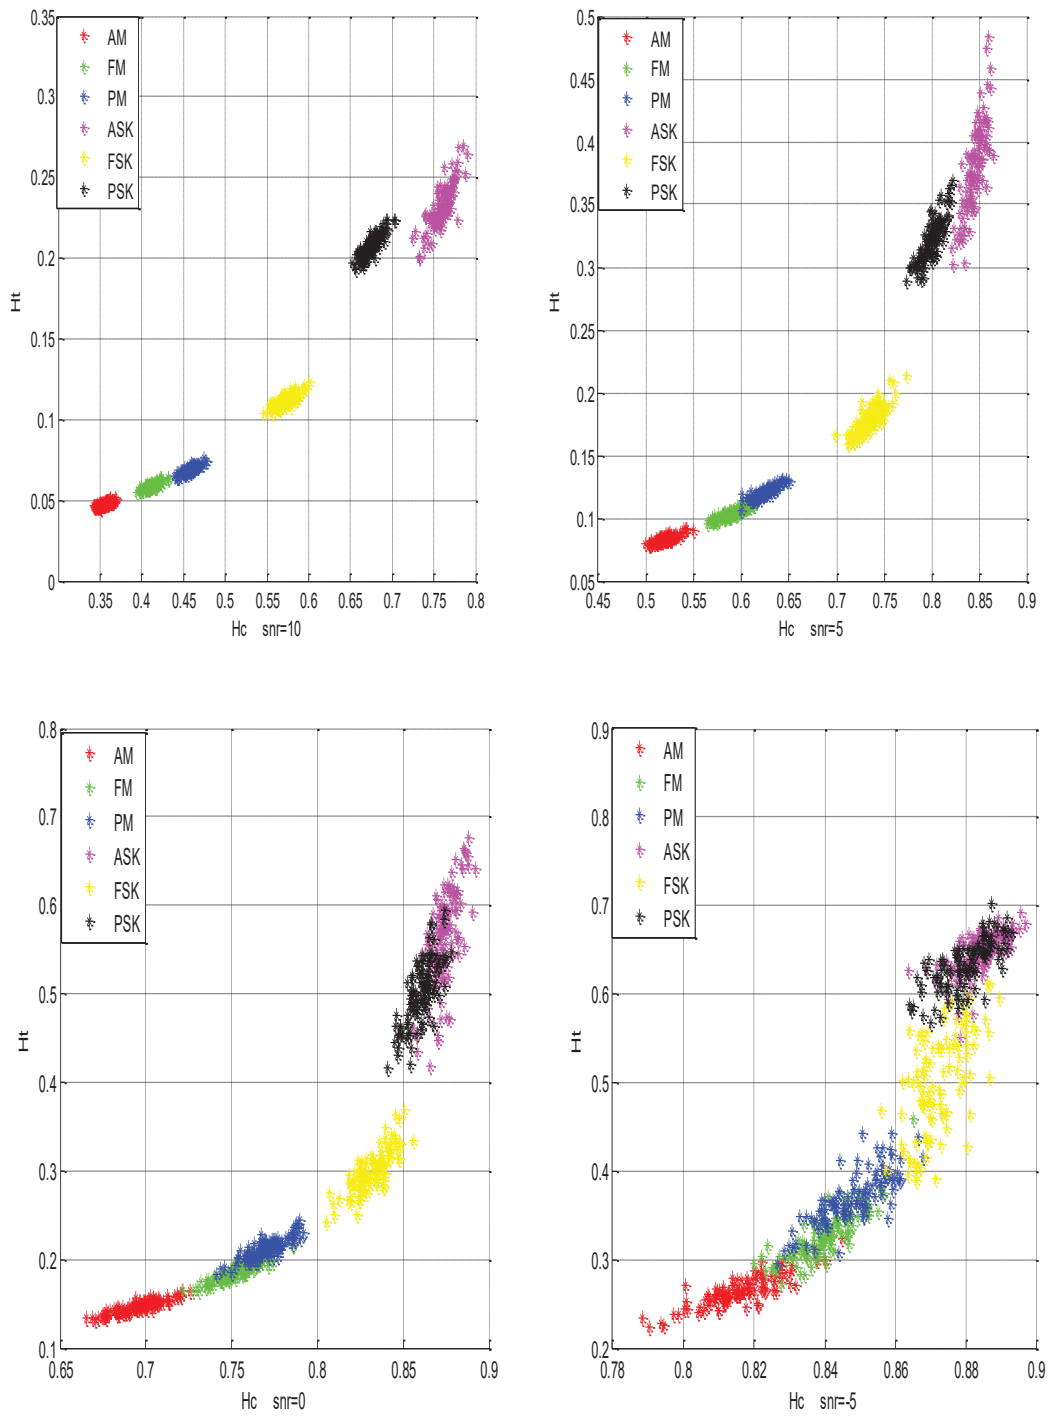 0.35
0.3
0.25
0.2
0.15
0.1
0.05
0
Ht
AM
FM
PM
ASK
FSK
PSK
0.35 0.4 0.45 0.5 0.55 0.6 0.65 0.7 0.75 0.8
Hc snr=10
0.5
0.45
0.4
0.35
0.3
0.25
0.2
0.15
0.1
0.05
Ht
AM
FM
PM
ASK
FSK
PSK
0.45 0.5 0.55 0.6 0.65 0.7 0.75 0.8 0.85 0.9
Hc snr=5
0.8
0.7
0.6
0.5
0.4
0.3
0.2
0.1
Ht
AM
FM
PM
ASK
FSK
PSK
0.65 0.7 0.75 0.8 0.85 0.9
Hc snr=0
0.9
0.8
0.7
0.6
0.5
0.4
0.3
0.2
Ht
AM
FM
PM
ASK
FSK
PSK
0.78 0.8 0.82 0.84 0.86 0.88 0.9
Hc snr=-5